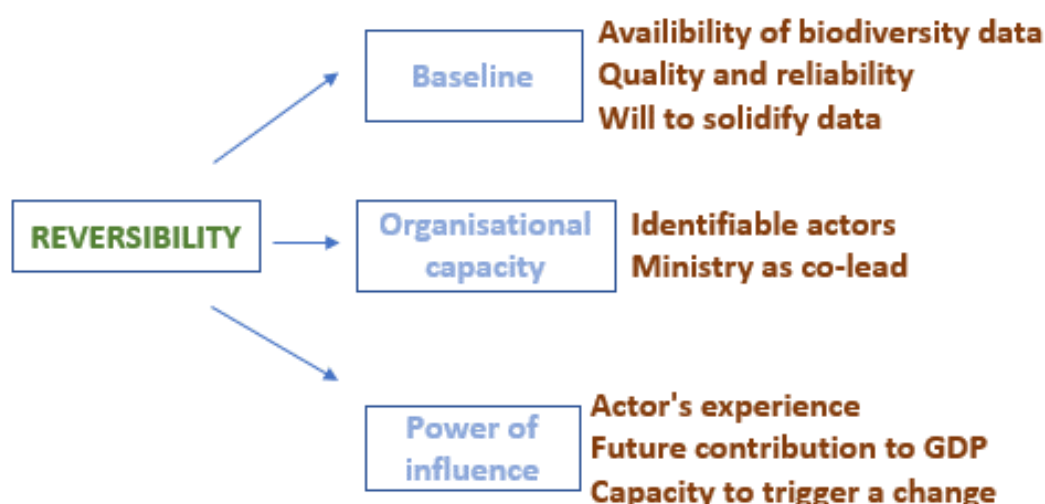 Baseline
Availibility of biodiversity data
Quality and reliability
Will to solidify data
REVERSIBILITY
Organisational
capacity
Identifiable actors
Ministry as co-lead
Power of
influence
Actor's experience
Future contribution to GDP
Capacity to trigger a change